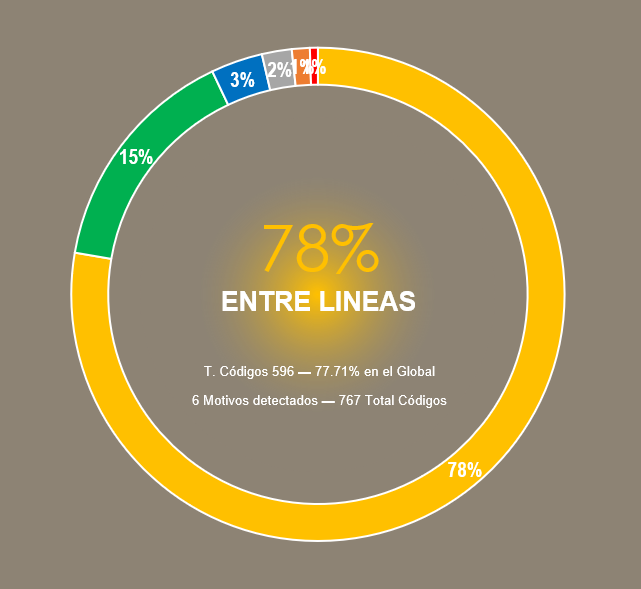 3%
2%
1%
15%
78%
ENTRE LINEAS
T. Códigos 596 — 77.71% en el Global
6 Motivos detectados — 767 Total Códigos
78%